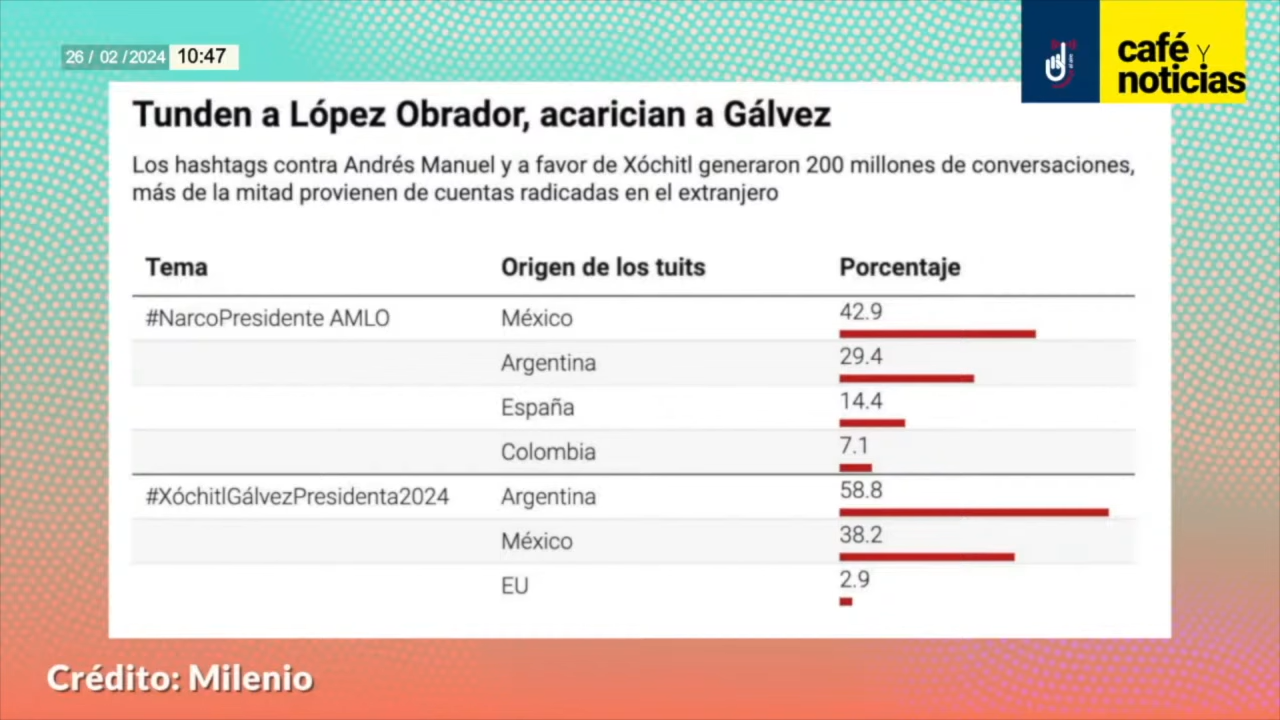 26 / 02 /2024 10:47
café Y
noticias
Tunden a López Obrador, acarician a Gálvez
Los hashtags contra Andrés Manuel y a favor de Xóchitl generaron 200 millones de conversaciones,
más de la mitad provienen de cuentas radicadas en el extranjero
Tema Origen de los tuits Porcentaje
#NarcoPresidente AMLO México 42.9
Argentina 29.4
España 14.4
Colombia 7.1
#XóchitlGálvezPresidenta2024 Argentina 58.8
México 38.2
EU 2.9
Crédito: Milenio